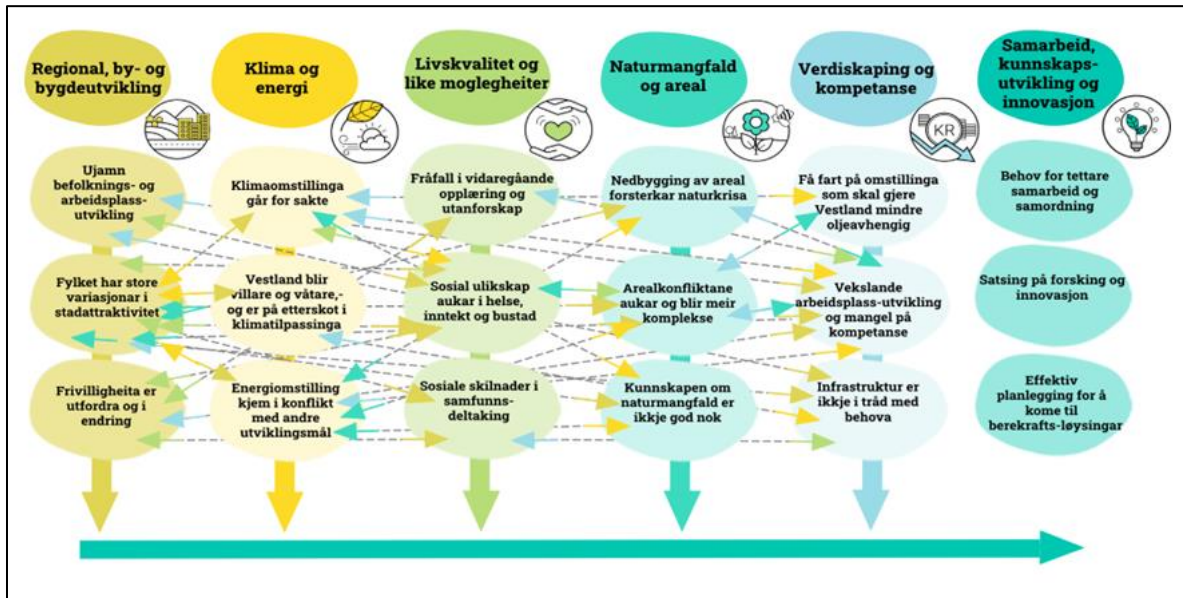 Regional, by- og
bygdeutvikling
Klima og
energi
Livskvalitet og
like moglegheiter
Naturmangfald
og areal
Verdiskaping og
kompetanse
Samarbeid,
kunnskaps-
utvikling og
innovasjon
KR
Ujamn
befolknings- og
arbeidsplass-
utvikling
Klimaomstillinga
går for sakte
Fråfall i vidaregåande
opplæring og
utanforskap
Nedbygging av areal
forsterkar naturkrisa
Få fart på omstillinga
som skal gjere
Vestland mindre
oljeavhengig
Behov for tettare
samarbeid og
samordning
Fylket har store
variasjonar i
stadattraktivitet
Vestland blir
villare og våtare,-
og er på etterskot i
klimatilpassinga
Sosial ulikskap
aukar i helse,
inntekt og bustad
Arealkonfliktane
aukar og blir meir
komplekse
Vekslande
arbeidsplass-utvikling
og mangel på
kompetanse
Satsing på forsking og
innovasjon
Frivilligheita er
utfordra og i
endring
Energiomstilling
kjem i konflikt
med andre
utviklingsmål
Sosiale skilnader i
samfunns-
deltaking
Kunnskapen om
naturmangfald er
ikkje god nok
Infrastruktur er
ikkje i tråd med
behova
Effektiv
planlegging for å
kome til
berekrafts-løysingar